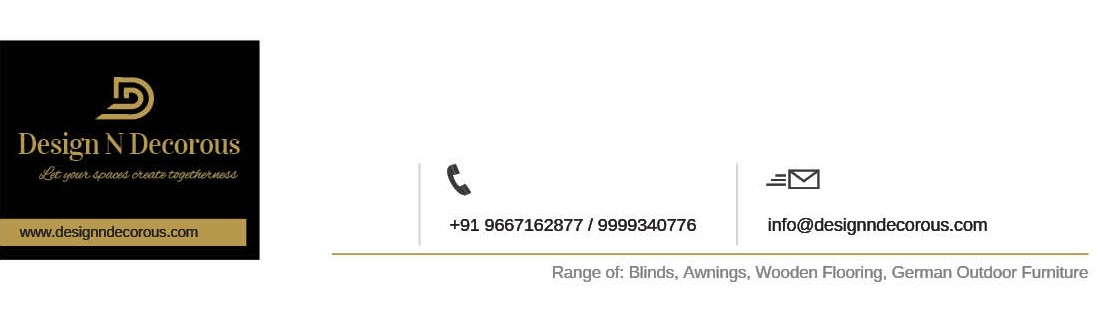 Design N Decorous
Let your spaces create togetherness
www.designndecorous.com
+91 9667162877 / 9999340776
info@designndecorous.com
Range of: Blinds, Awnings, Wooden Flooring, German Outdoor Furniture